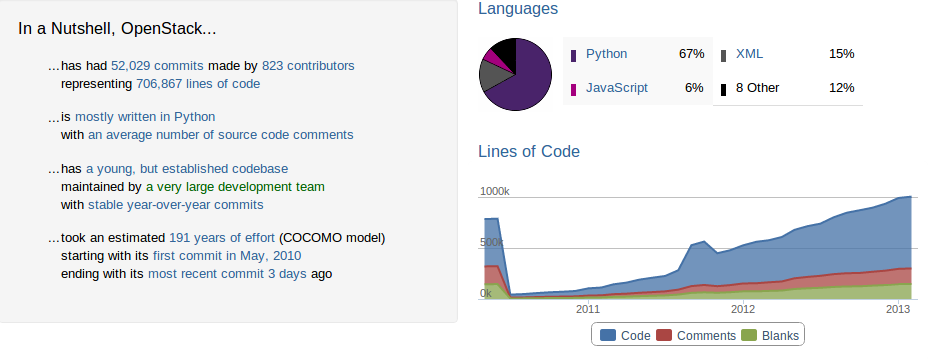 In a Nutshell, OpenStack...
...has had 52,029 commits made by 823 contributors
representing 706,867 lines of code
...is mostly written in Python
with an average number of source code comments
...has a young, but established codebase
maintained by a very large development team
with stable year-over-year commits
...took an estimated 191 years of effort (COCOMO model)
starting with its first commit in May, 2010
ending with its most recent commit 3 days ago
Languages
Python 67% XML 15%
JavaScript 6% 8 Other 12%
Lines of Code
1000k
500k
0k
2011 2012 2013
Code Comments Blanks